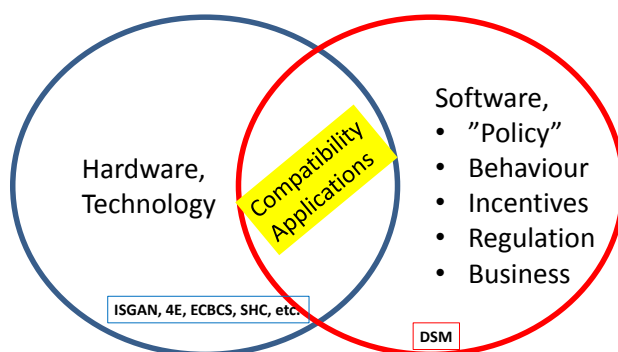 Hardware,
Technology
Compatibility
Applications
Software,
• ”Policy”
• Behaviour
• Incentives
• Regulation
• Business
ISGAN, 4E, ECBCS, SHC, etc.
DSM